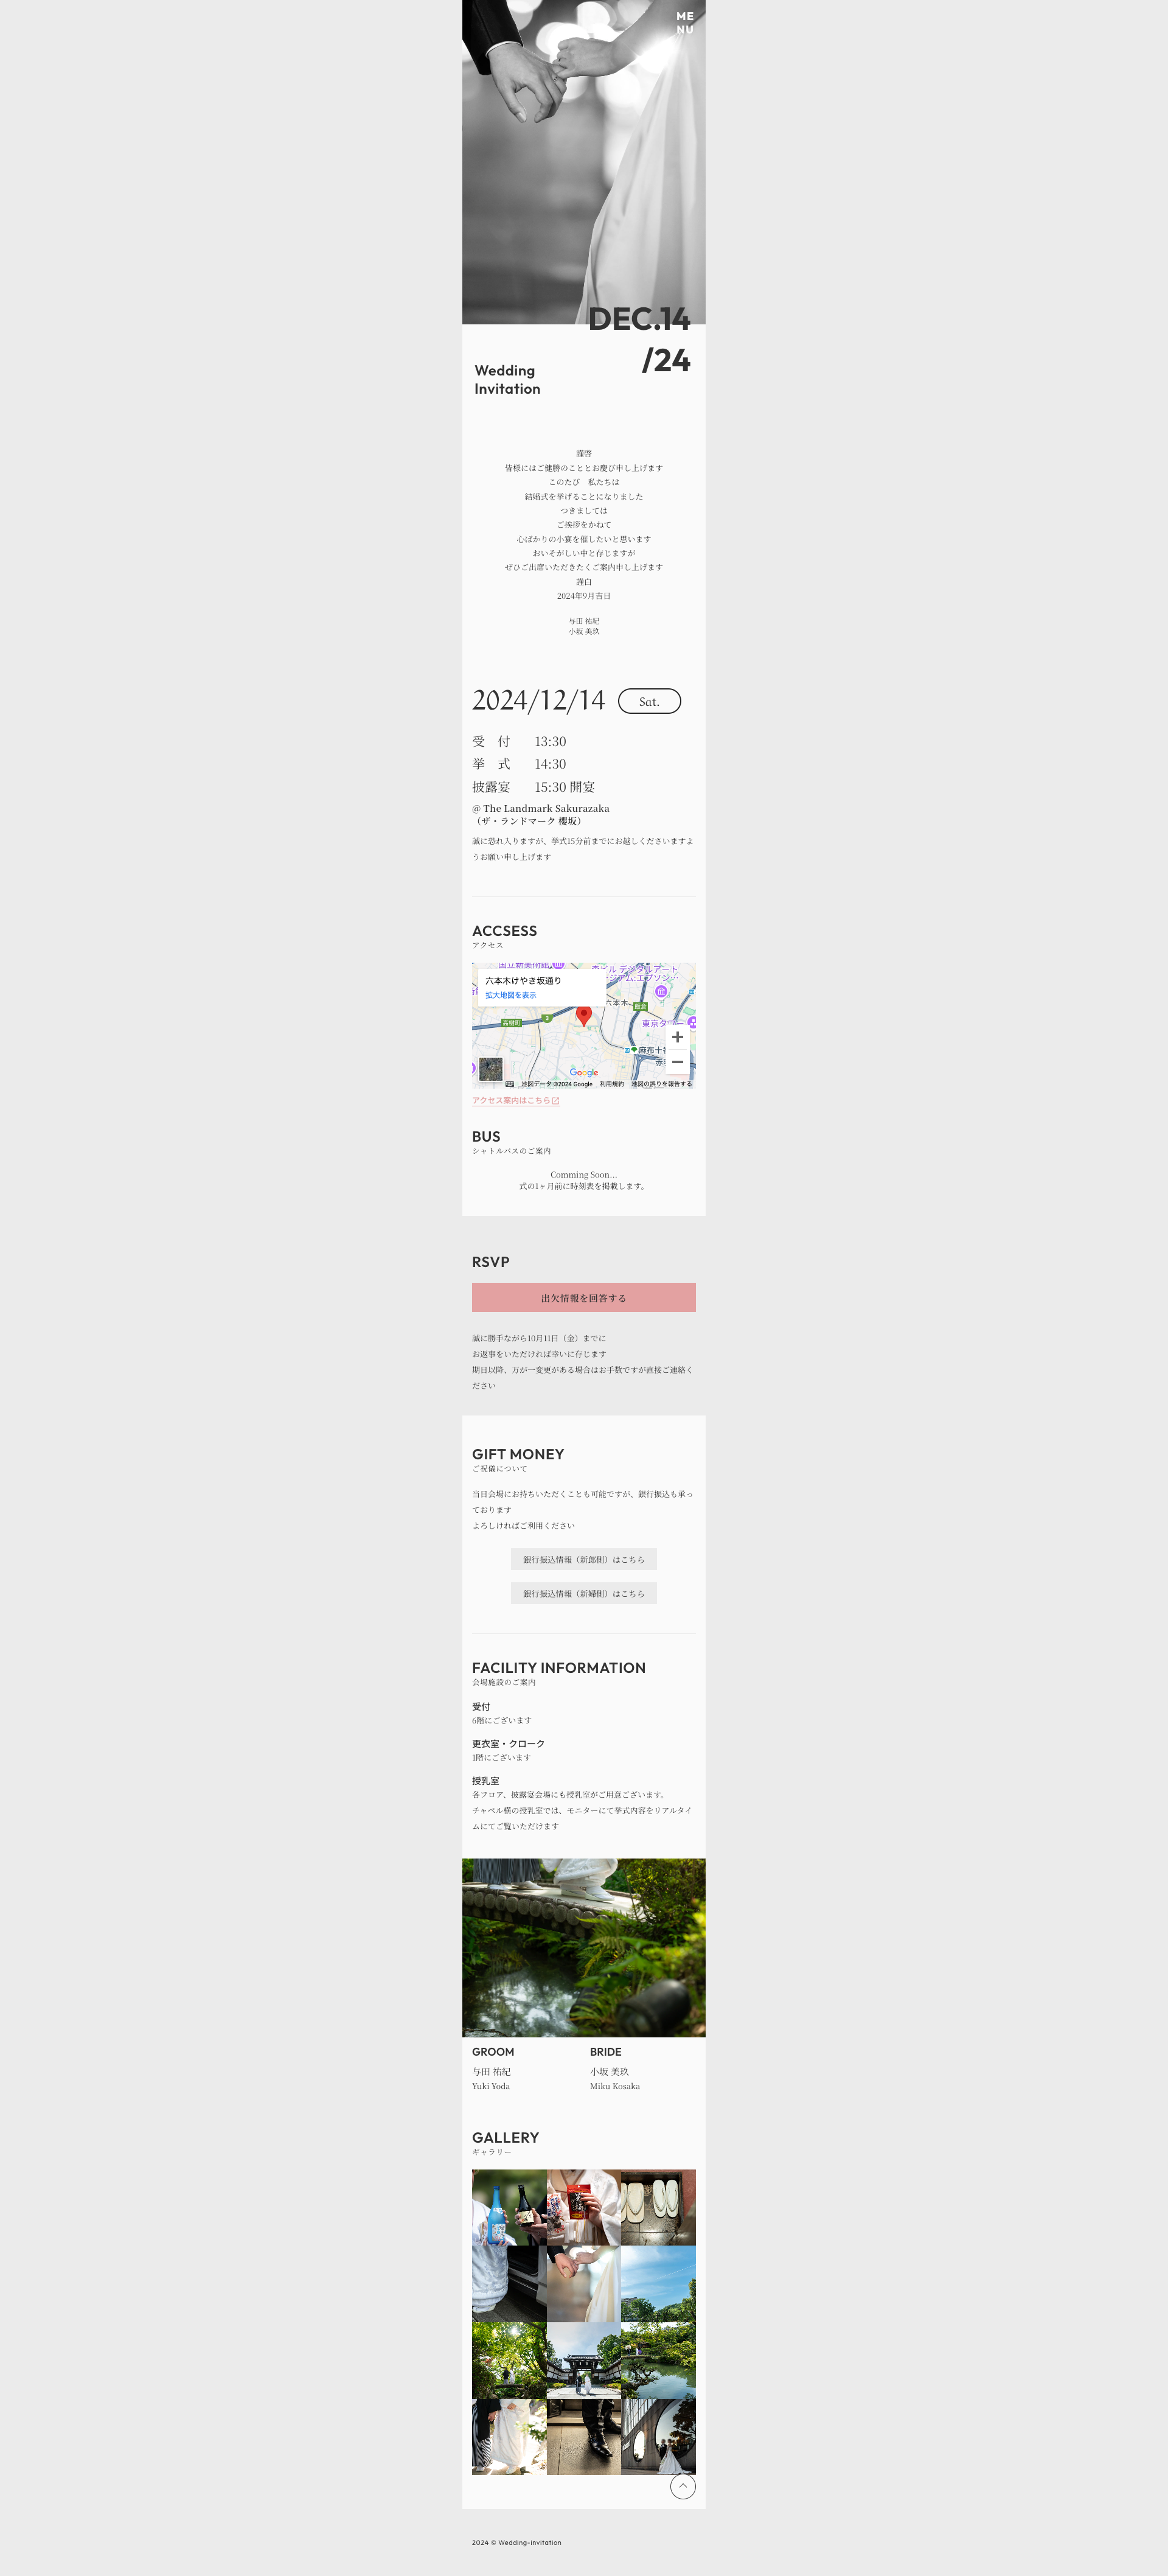 ME
NU
DEC.14
/24
Wedding
Invitation
謹啓
皆様にはご健勝のこととお慶び申し上げます
このたび　私たちは
結婚式を挙げることになりました
つきましては
ご挨拶をかねて
心ばかりの小宴を催したいと思います
おいそがしい中と存じますが
ぜひご出席いただきたくご案内申し上げます
謹白
2024年9月吉日
与田 祐紀
小坂 美玖
2024/12/14 Sat.
受　付 13:30
挙　式 14:30
披露宴 15:30 開宴
@ The Landmark Sakurazaka
（ザ・ランドマーク 櫻坂）
誠に恐れ入りますが、挙式15分前までにお越しくださいますよ
うお願い申し上げます
ACCSESS
アクセス
国立新美術館
六本木けやき坂通り
拡大地図を表示
六本木
東京タワ
麻布十番
高樹町
3
飯倉
Google
地図データ ©2024 Google 利用規約 地図の誤りを報告する
アクセス案内はこちら
BUS
シャトルバスのご案内
Comming Soon...
式の1ヶ月前に時刻表を掲載します。
RSVP
出欠情報を回答する
誠に勝手ながら10月11日（金）までに
お返事をいただければ幸いに存じます
期日以降、万が一変更がある場合はお手数ですが直接ご連絡く
ださい
GIFT MONEY
ご祝儀について
当日会場にお持ちいただくことも可能ですが、銀行振込も承っ
ております
よろしければご利用ください
銀行振込情報（新郎側）はこちら
銀行振込情報（新婦側）はこちら
FACILITY INFORMATION
会場施設のご案内
受付
6階にございます
更衣室・クローク
1階にございます
授乳室
各フロア、披露宴会場にも授乳室がご用意ございます。
チャペル横の授乳室では、モニターにて挙式内容をリアルタイ
ムにてご覧いただけます
GROOM
与田 祐紀
Yuki Yoda
BRIDE
小坂 美玖
Miku Kosaka
GALLERY
ギャラリー
2024 © Wedding-invitation